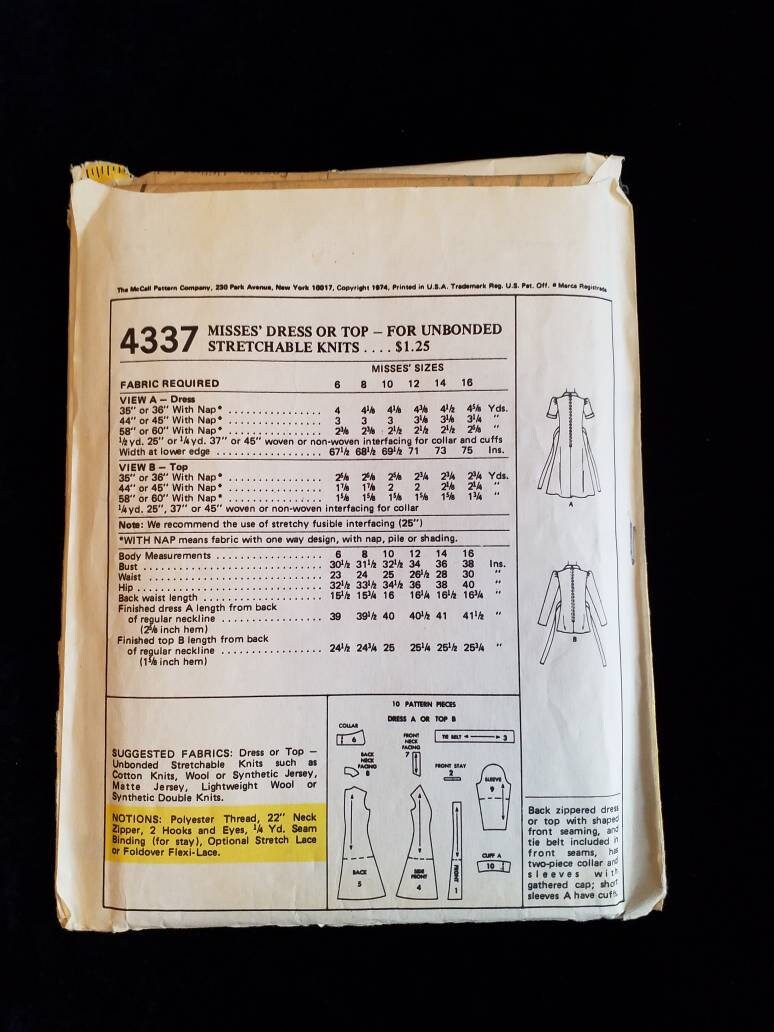 The McCall Pattern Company, 230 Park Avenue, New York 10017, Copyright 1974, Printed in U.S.A. Trademark Reg. U.S. Pat. Off. * Marca Registrada
4337 MISSES' DRESS OR TOP – FOR UNBONDED
STRETCHABLE KNITS .... $1.25
MISSES' SIZES
FABRIC REQUIRED 6 8 10 12 14 16
VIEW A – Dress
35" or 36" With Nap* 4 4⅛ 4⅛ 4⅜ 4½ 4⅝ Yds.
44" or 45" With Nap* 3 3 3 3⅛ 3⅛ 3¼ "
58" or 60" With Nap* 2⅜ 2⅜ 2½ 2½ 2½ 2⅝ "
½ yd. 25" or ¼ yd. 37" or 45" woven or non-woven interfacing for collar and cuffs
Width at lower edge 67½ 68½ 69½ 71 73 75 Ins.
VIEW B – Top
35" or 36" With Nap* 2⅝ 2⅝ 2⅝ 2¾ 2¾ 2¾ Yds.
44" or 45" With Nap* 1⅞ 1⅞ 2 2 2⅛ 2¼ "
58" or 60" With Nap* 1⅝ 1⅝ 1⅝ 1⅝ 1⅝ 1¾ "
¼ yd. 25", 37" or 45" woven or non-woven interfacing for collar
Note: We recommend the use of stretchy fusible interfacing (25")
*WITH NAP means fabric with one way design, with nap, pile or shading.
Body Measurements 6 8 10 12 14 16
Bust 30½ 31½ 32½ 34 36 38 Ins.
Waist 23 24 25 26½ 28 30 "
Hip 32½ 33½ 34½ 36 38 40 "
Back waist length 15½ 15¾ 16 16¼ 16½ 16¾ "
Finished dress A length from back
of regular neckline 39 39½ 40 40½ 41 41½ "
(2⅝ inch hem)
Finished top B length from back
of regular neckline 24½ 24¾ 25 25¼ 25½ 25¾ "
(1⅝ inch hem)
A
B
SUGGESTED FABRICS: Dress or Top –
Unbonded Stretchable Knits such as
Cotton Knits, Wool or Synthetic Jersey,
Matte Jersey, Lightweight Wool or
Synthetic Double Knits.
NOTIONS: Polyester Thread, 22" Neck
Zipper, 2 Hooks and Eyes, ¼ Yd. Seam
Binding (for stay), Optional Stretch Lace
or Foldover Flexi-Lace.
10 PATTERN PIECES
DRESS A OR TOP B
COLLAR
6
BACK
NECK
FACING
8
FRONT
NECK
FACING
7
TIE BELT 3
FRONT STAY
2
SLEEVE
9
BACK
5
SIDE
FRONT
4
FRONT
1
CUFF A
10
Back zippered dress
or top with shaped
front seaming, and
tie belt included in
front seams, has
two-piece collar and
sleeves with
gathered cap; short
sleeves A have cuffs.